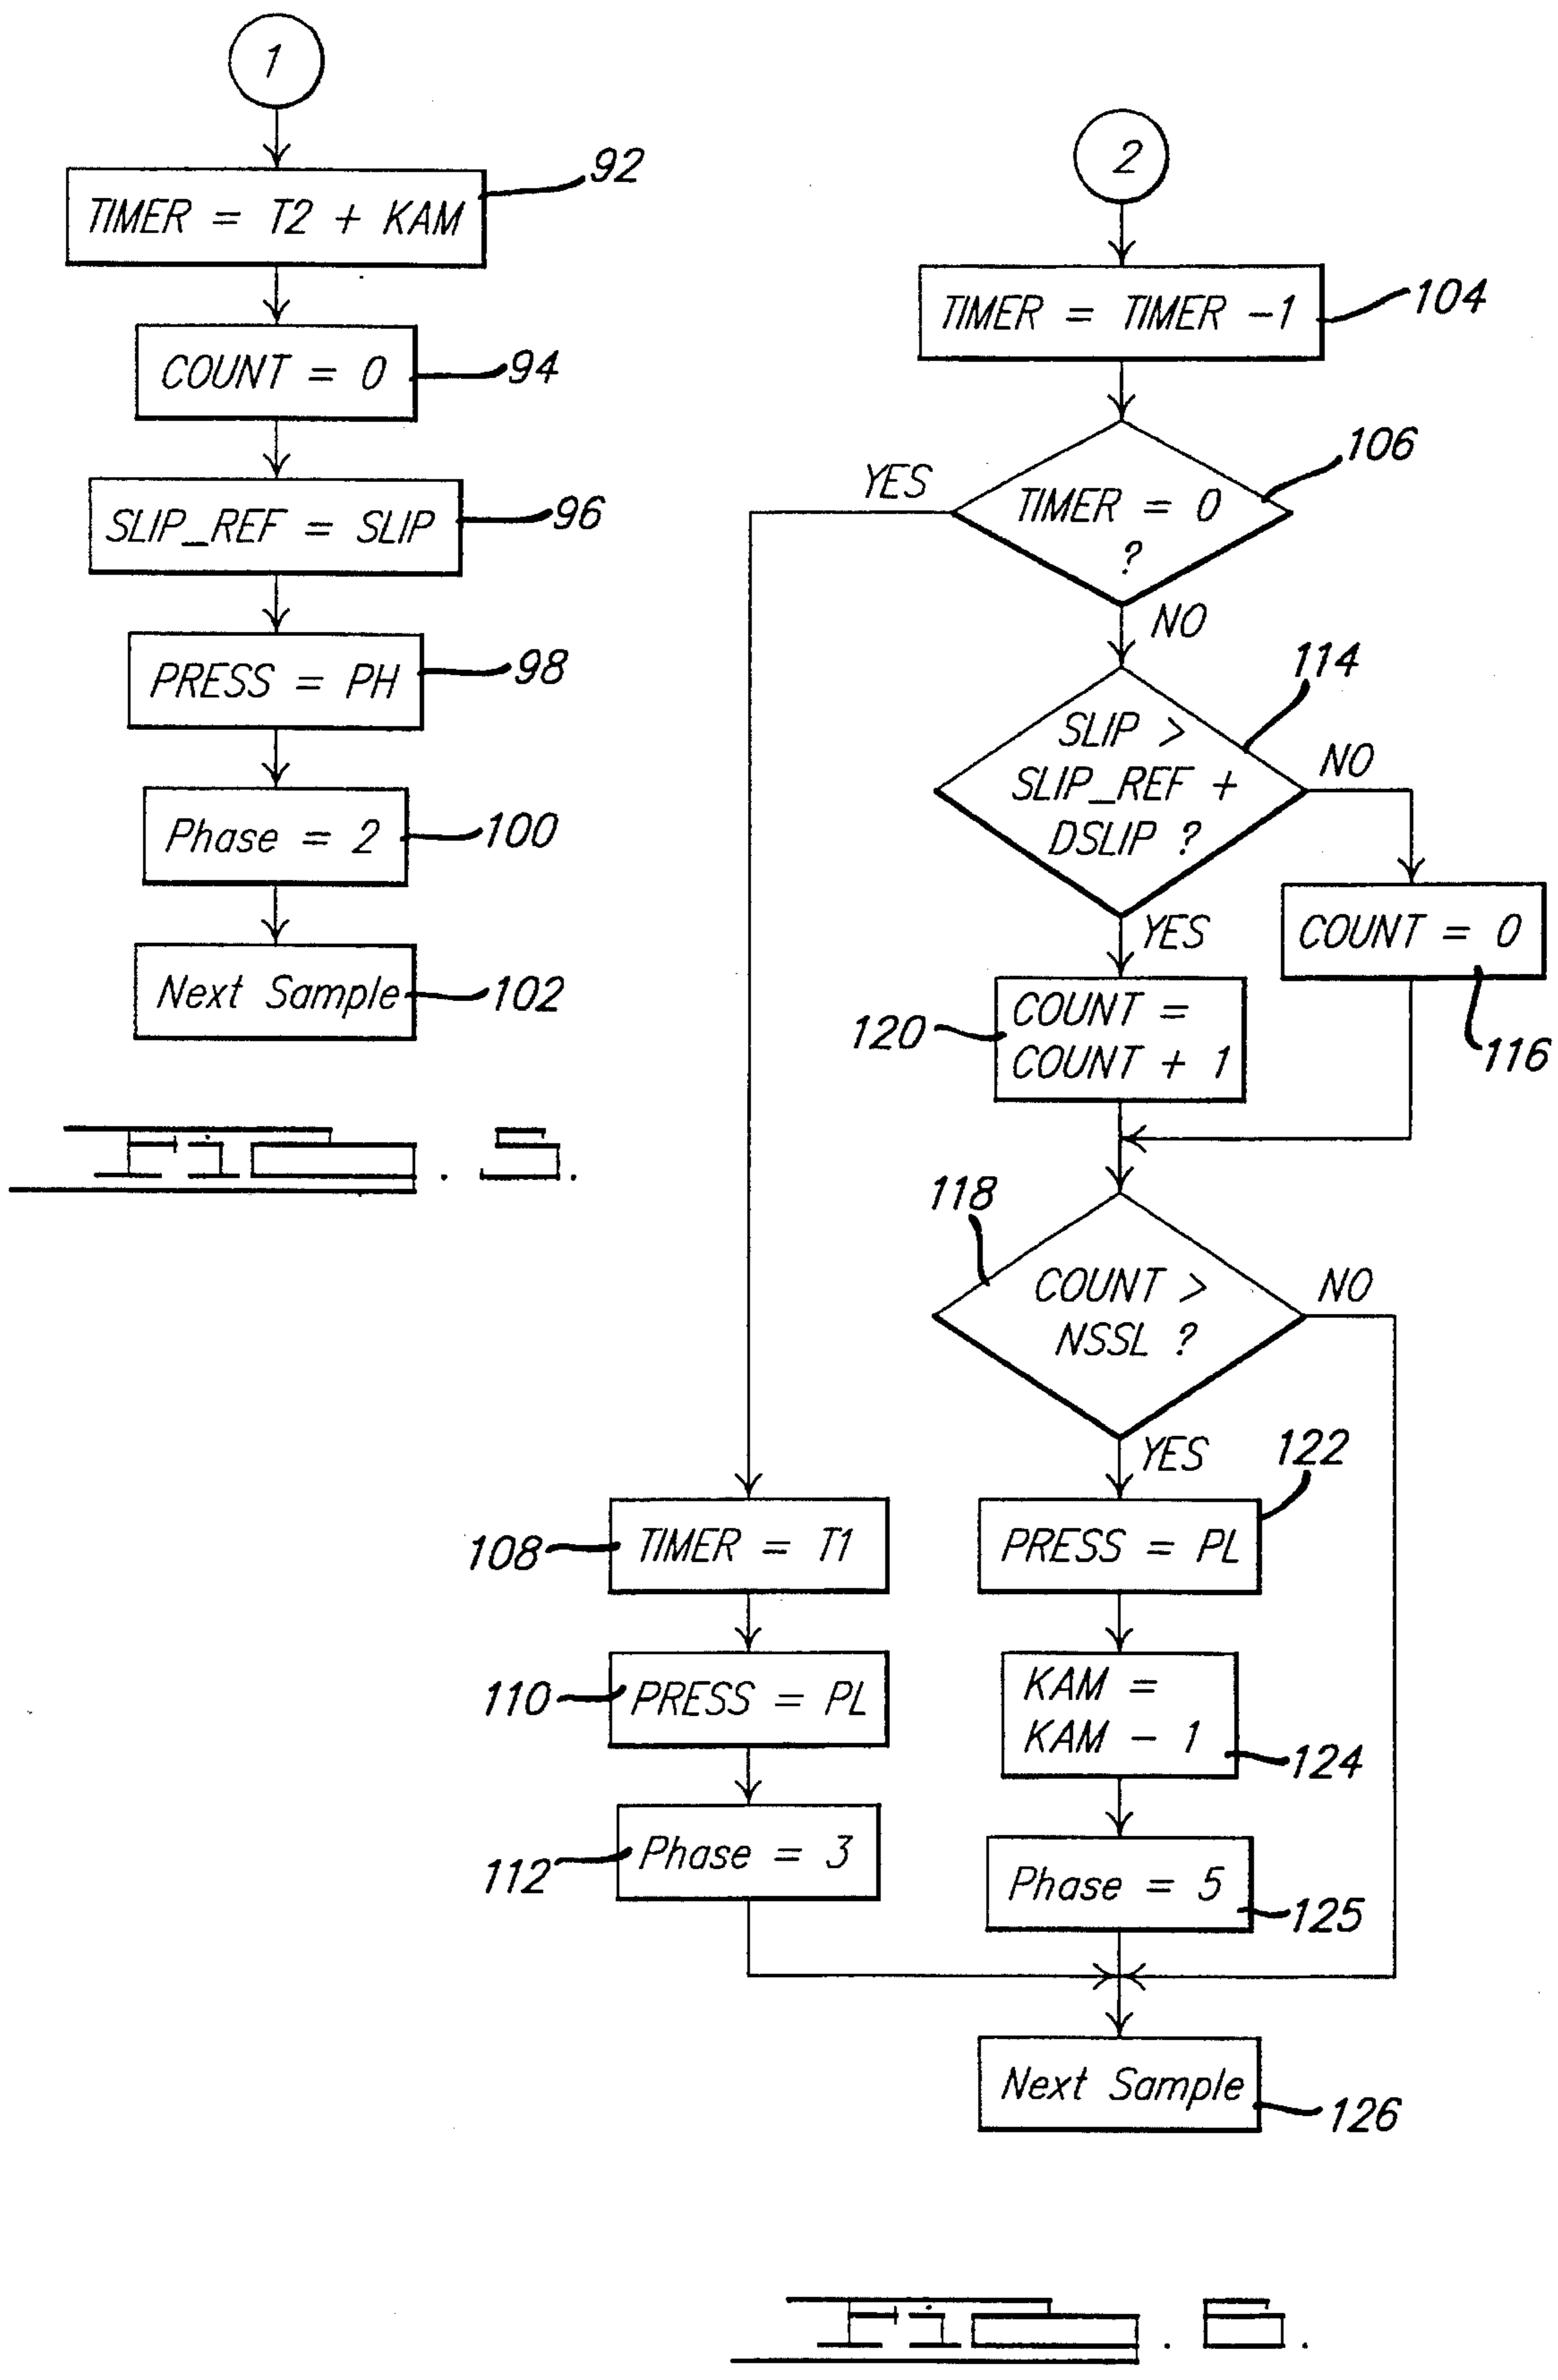 1
TIMER = T2 + KAM
92
COUNT = 0
94
SLIP_REF = SLIP
96
PRESS = PH
98
Phase = 2
100
Next Sample
102
Fig. 5.
2
TIMER = TIMER -1
104
TIMER = 0
?
106
YES
NO
SLIP >
SLIP_REF +
DSLIP ?
114
NO
YES
COUNT = 0
116
COUNT =
COUNT + 1
120
COUNT >
NSSL ?
118
NO
YES
TIMER = T1
108
PRESS = PL
110
Phase = 3
112
PRESS = PL
122
KAM =
KAM - 1
124
Phase = 5
125
Next Sample
126
Fig. 6.